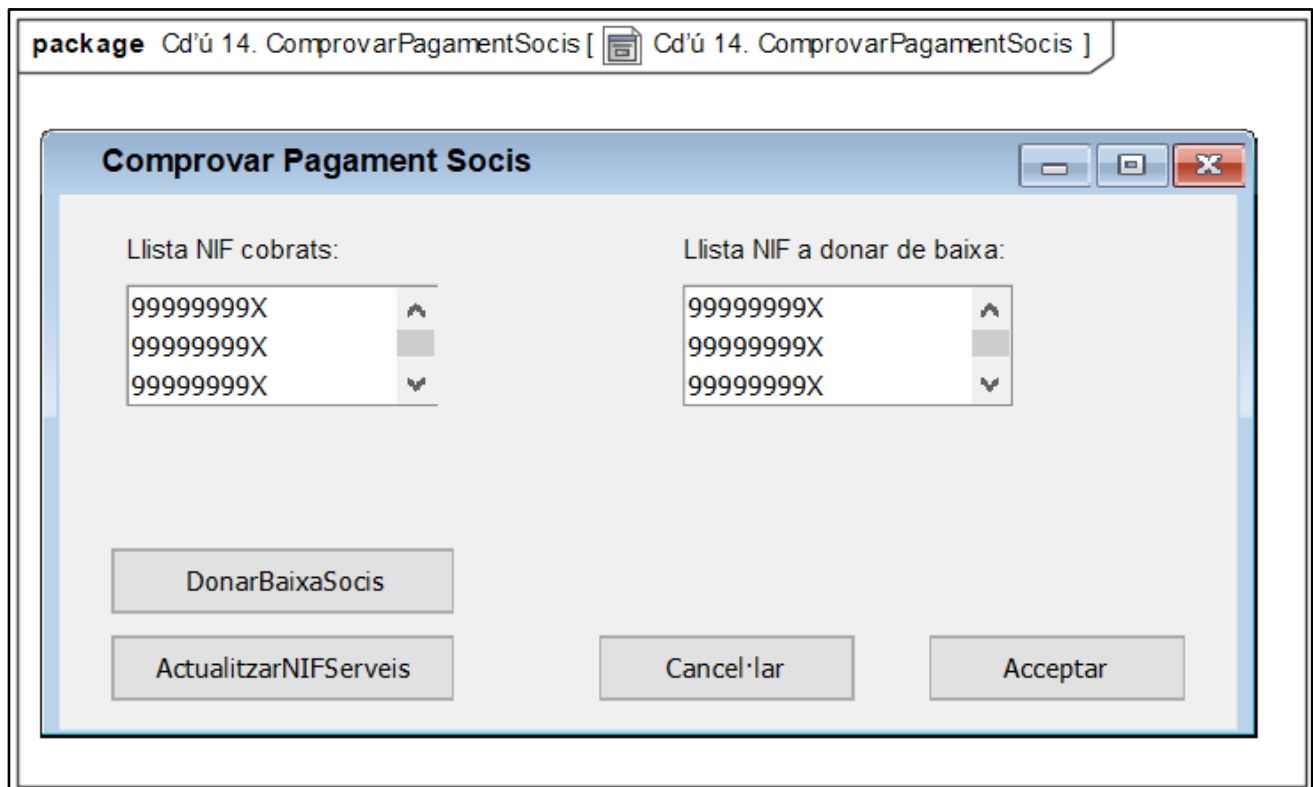 package Cd'ú 14. ComprovarPagamentSocis [ Cd'ú 14. ComprovarPagamentSocis ]
Comprovar Pagament Socis
Llista NIF cobrats:
99999999X
99999999X
99999999X
Llista NIF a donar de baixa:
99999999X
99999999X
99999999X
DonarBaixaSocis
ActualitzarNIFServeis
Cancel·lar
Acceptar